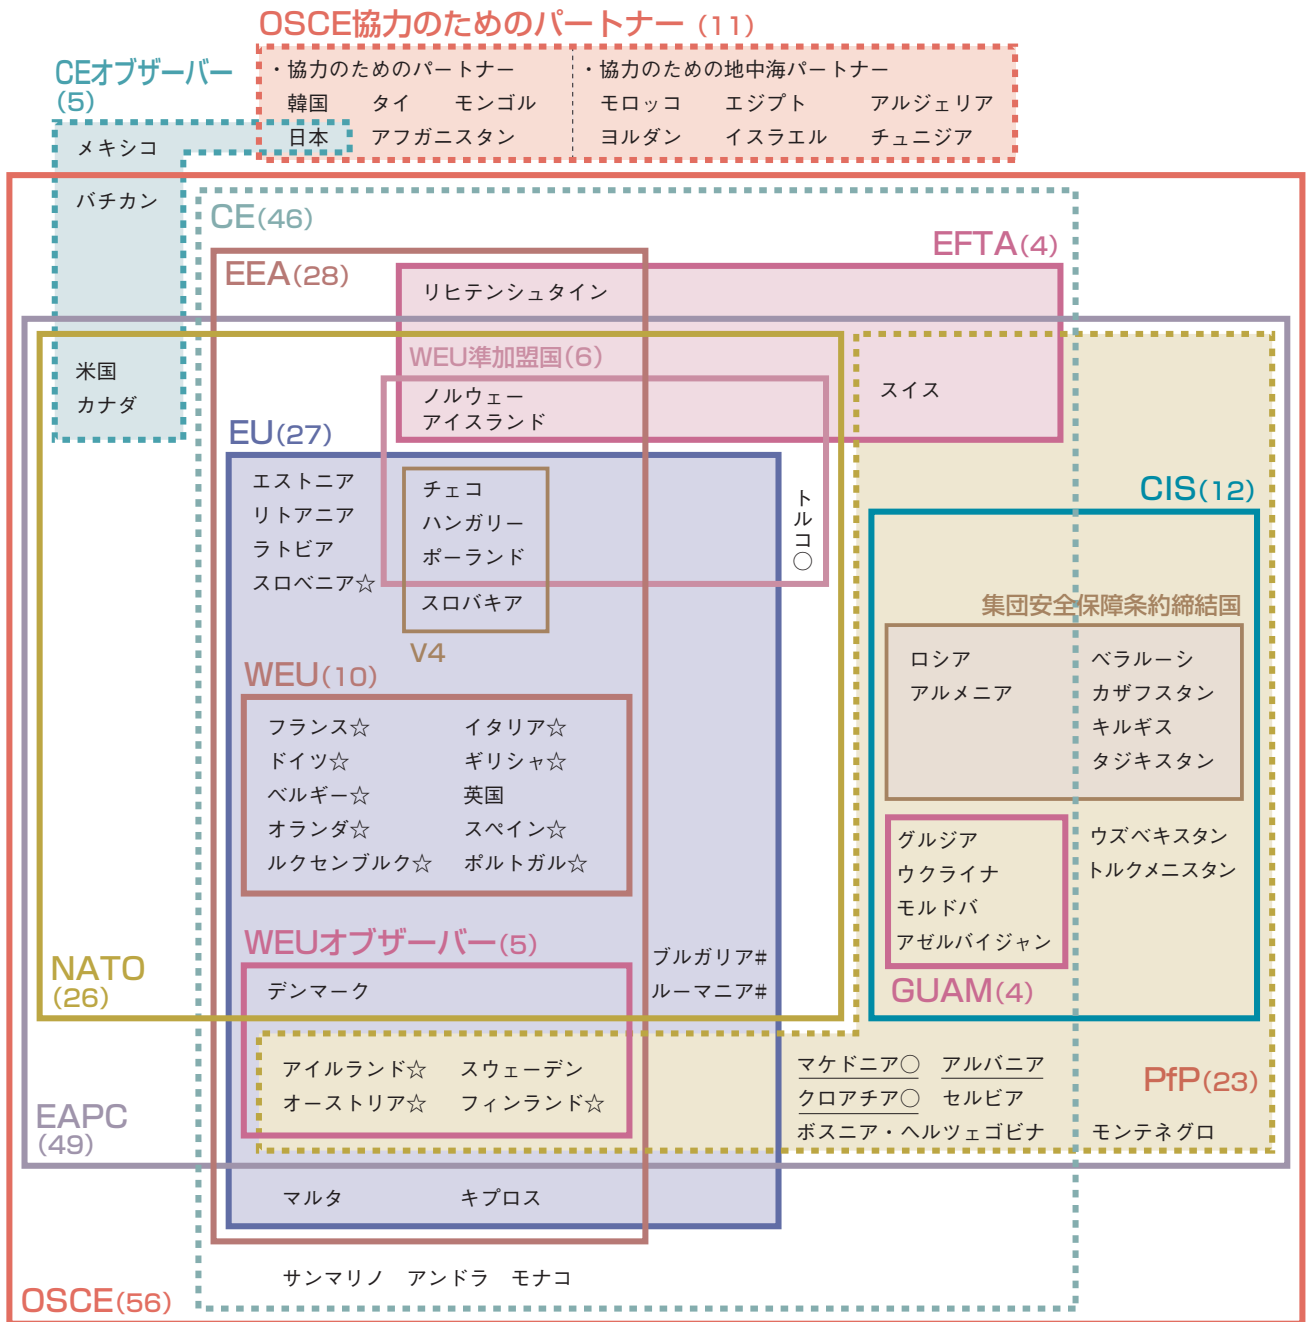 OSCE協力のためのパートナー (11)
CEオブザーバー
(5)
・協力のためのパートナー
韓国 タイ モンゴル
日本 アフガニスタン
・協力のための地中海パートナー
モロッコ エジプト アルジェリア
ヨルダン イスラエル チュニジア
メキシコ
バチカン
米国
カナダ
CE(46)
EEA(28)
EFTA(4)
リヒテンシュタイン
WEU準加盟国(6)
ノルウェー
アイスランド
スイス
EU(27)
エストニア
リトアニア
ラトビア
スロベニア☆
チェコ
ハンガリー
ポーランド
スロバキア
V4
トルコ○
CIS(12)
集団安全保障条約締結国
ロシア ベラルーシ
アルメニア カザフスタン
キルギス
タジキスタン
WEU(10)
フランス☆ イタリア☆
ドイツ☆ ギリシャ☆
ベルギー☆ 英国
オランダ☆ スペイン☆
ルクセンブルク☆ ポルトガル☆
グルジア
ウクライナ
モルドバ
アゼルバイジャン
GUAM(4)
ウズベキスタン
トルクメニスタン
WEUオブザーバー(5)
デンマーク
ブルガリア#
ルーマニア#
NATO
(26)
アイルランド☆ スウェーデン
オーストリア☆ フィンランド☆
マケドニア○ アルバニア
クロアチア○ セルビア
ボスニア・ヘルツェゴビナ モンテネグロ
PfP(23)
EAPC
(49)
マルタ キプロス
サンマリノ アンドラ モナコ
OSCE(56)